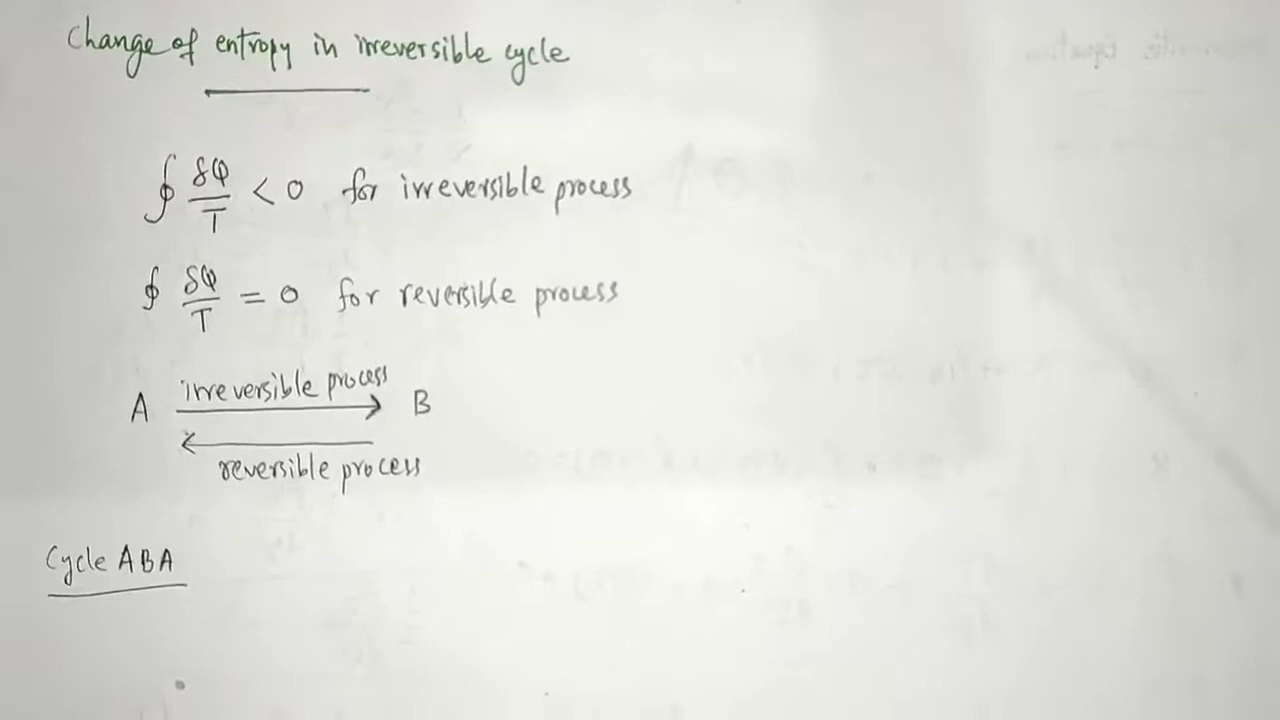 Change of entropy in irreversible cycle
∮ δQ/T < 0 for irreversible process
∮ δQ/T = 0 for reversible process
A irreversible process → B
← reversible process
Cycle ABA